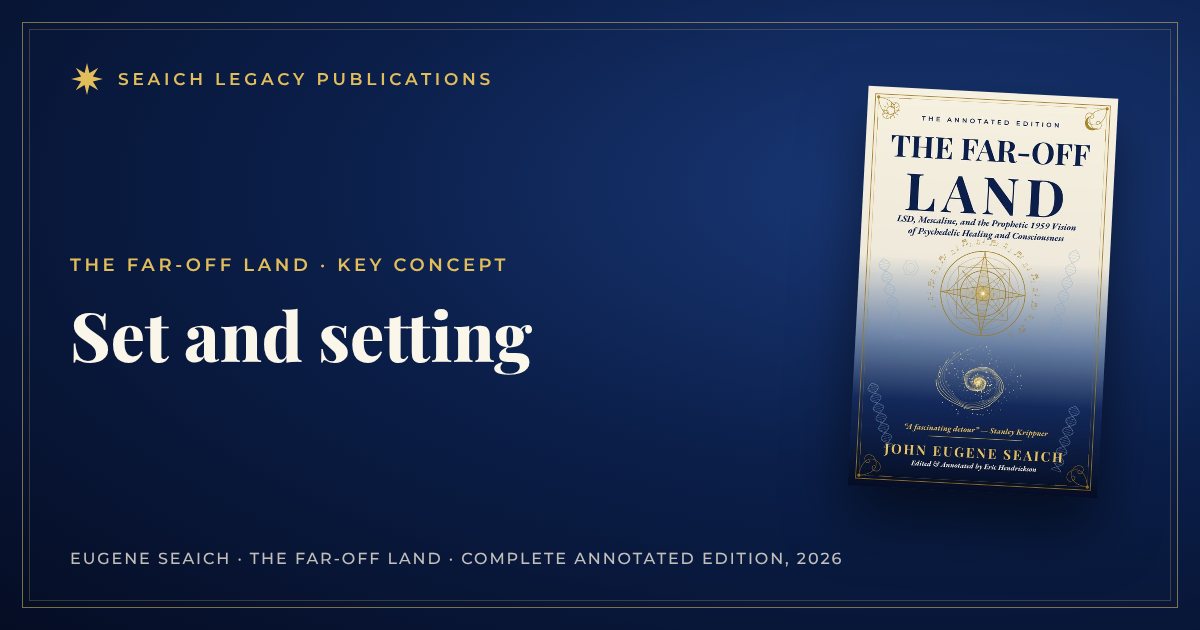 SEAICH LEGACY PUBLICATIONS
THE FAR-OFF LAND · KEY CONCEPT
Set and setting
EUGENE SEAICH · THE FAR-OFF LAND · COMPLETE ANNOTATED EDITION, 2026
THE ANNOTATED EDITION
THE FAR-OFF
LAND
LSD, Mescaline, and the Prophetic 1959 Vision
of Psychedelic Healing and Consciousness
"A fascinating detour" — Stanley Krippner
JOHN EUGENE SEAICH
Edited & Annotated by Eric Hendrickson